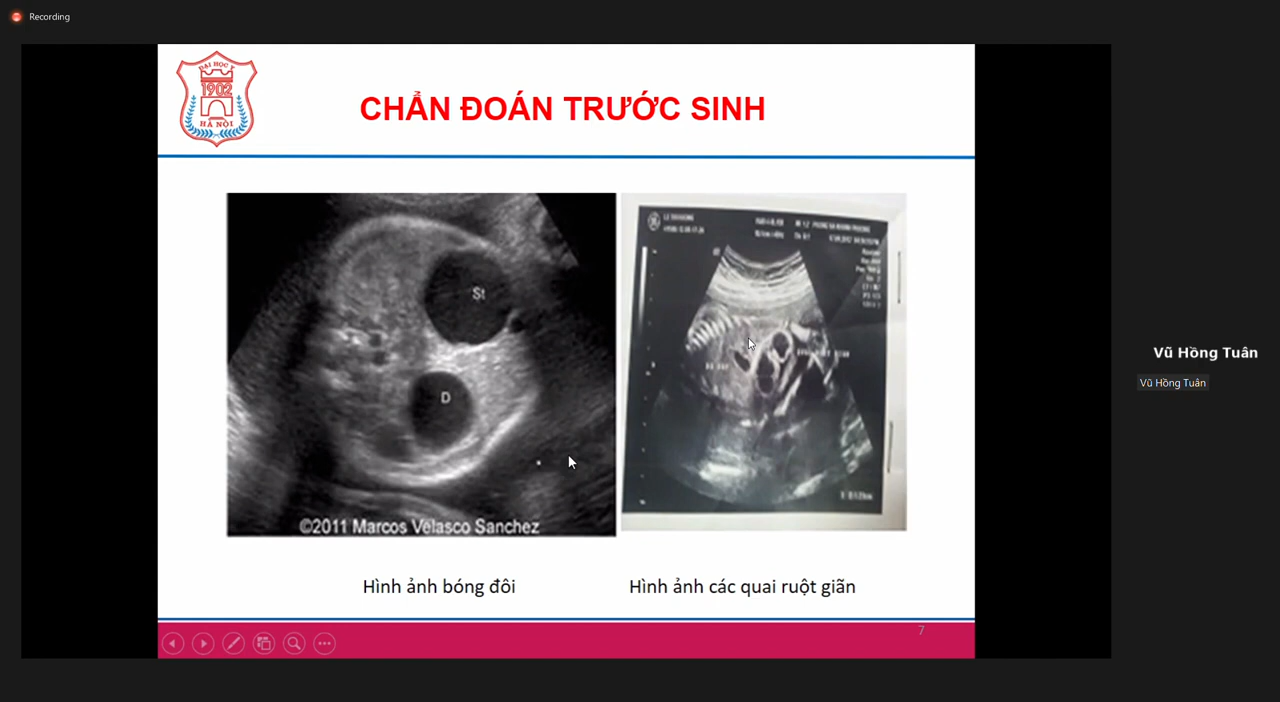 Recording
ĐẠI HỌC Y
1902
HÀ NỘI
CHẨN ĐOÁN TRƯỚC SINH
St
D
©2011 Marcos Velasco Sanchez
Hình ảnh bóng đôi
Hình ảnh các quai ruột giãn
7
Vũ Hồng Tuân
Vũ Hồng Tuân